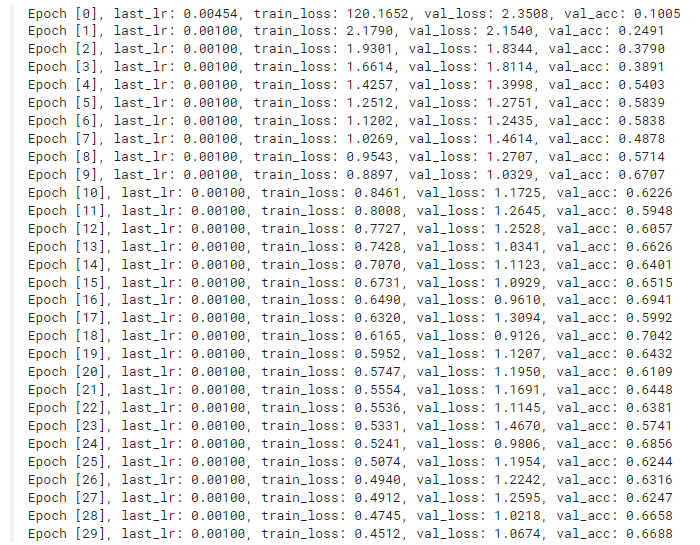 Epoch [0], last_lr: 0.00454, train_loss: 120.1652, val_loss: 2.3508, val_acc: 0.1005
Epoch [1], last_lr: 0.00100, train_loss: 2.1790, val_loss: 2.1540, val_acc: 0.2491
Epoch [2], last_lr: 0.00100, train_loss: 1.9301, val_loss: 1.8344, val_acc: 0.3790
Epoch [3], last_lr: 0.00100, train_loss: 1.6614, val_loss: 1.8114, val_acc: 0.3891
Epoch [4], last_lr: 0.00100, train_loss: 1.4257, val_loss: 1.3998, val_acc: 0.5403
Epoch [5], last_lr: 0.00100, train_loss: 1.2512, val_loss: 1.2751, val_acc: 0.5839
Epoch [6], last_lr: 0.00100, train_loss: 1.1202, val_loss: 1.2435, val_acc: 0.5838
Epoch [7], last_lr: 0.00100, train_loss: 1.0269, val_loss: 1.4614, val_acc: 0.4878
Epoch [8], last_lr: 0.00100, train_loss: 0.9543, val_loss: 1.2707, val_acc: 0.5714
Epoch [9], last_lr: 0.00100, train_loss: 0.8897, val_loss: 1.0329, val_acc: 0.6707
Epoch [10], last_lr: 0.00100, train_loss: 0.8461, val_loss: 1.1725, val_acc: 0.6226
Epoch [11], last_lr: 0.00100, train_loss: 0.8008, val_loss: 1.2645, val_acc: 0.5948
Epoch [12], last_lr: 0.00100, train_loss: 0.7727, val_loss: 1.2528, val_acc: 0.6057
Epoch [13], last_lr: 0.00100, train_loss: 0.7428, val_loss: 1.0341, val_acc: 0.6626
Epoch [14], last_lr: 0.00100, train_loss: 0.7070, val_loss: 1.1123, val_acc: 0.6401
Epoch [15], last_lr: 0.00100, train_loss: 0.6731, val_loss: 1.0929, val_acc: 0.6515
Epoch [16], last_lr: 0.00100, train_loss: 0.6490, val_loss: 0.9610, val_acc: 0.6941
Epoch [17], last_lr: 0.00100, train_loss: 0.6320, val_loss: 1.3094, val_acc: 0.5992
Epoch [18], last_lr: 0.00100, train_loss: 0.6165, val_loss: 0.9126, val_acc: 0.7042
Epoch [19], last_lr: 0.00100, train_loss: 0.5952, val_loss: 1.1207, val_acc: 0.6432
Epoch [20], last_lr: 0.00100, train_loss: 0.5747, val_loss: 1.1950, val_acc: 0.6109
Epoch [21], last_lr: 0.00100, train_loss: 0.5554, val_loss: 1.1691, val_acc: 0.6448
Epoch [22], last_lr: 0.00100, train_loss: 0.5536, val_loss: 1.1145, val_acc: 0.6381
Epoch [23], last_lr: 0.00100, train_loss: 0.5331, val_loss: 1.4670, val_acc: 0.5741
Epoch [24], last_lr: 0.00100, train_loss: 0.5241, val_loss: 0.9806, val_acc: 0.6856
Epoch [25], last_lr: 0.00100, train_loss: 0.5074, val_loss: 1.1954, val_acc: 0.6244
Epoch [26], last_lr: 0.00100, train_loss: 0.4940, val_loss: 1.2242, val_acc: 0.6316
Epoch [27], last_lr: 0.00100, train_loss: 0.4912, val_loss: 1.2595, val_acc: 0.6247
Epoch [28], last_lr: 0.00100, train_loss: 0.4745, val_loss: 1.0218, val_acc: 0.6658
Epoch [29], last_lr: 0.00100, train_loss: 0.4512, val_loss: 1.0674, val_acc: 0.6688